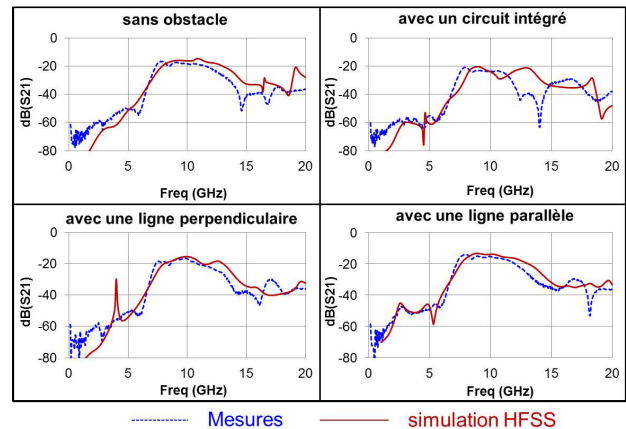 sans obstacle
0
-20
-40
-60
-80
dB(S21)
0 5 10 15 20
Freq (GHz)
avec un circuit intégré
0
-20
-40
-60
-80
dB(S21)
0 5 10 15 20
Freq (GHz)
avec une ligne perpendiculaire
0
-20
-40
-60
-80
dB(S21)
0 5 10 15 20
Freq (GHz)
avec une ligne parallèle
0
-20
-40
-60
-80
dB(S21)
0 5 10 15 20
Freq (GHz)
Mesures simulation HFSS